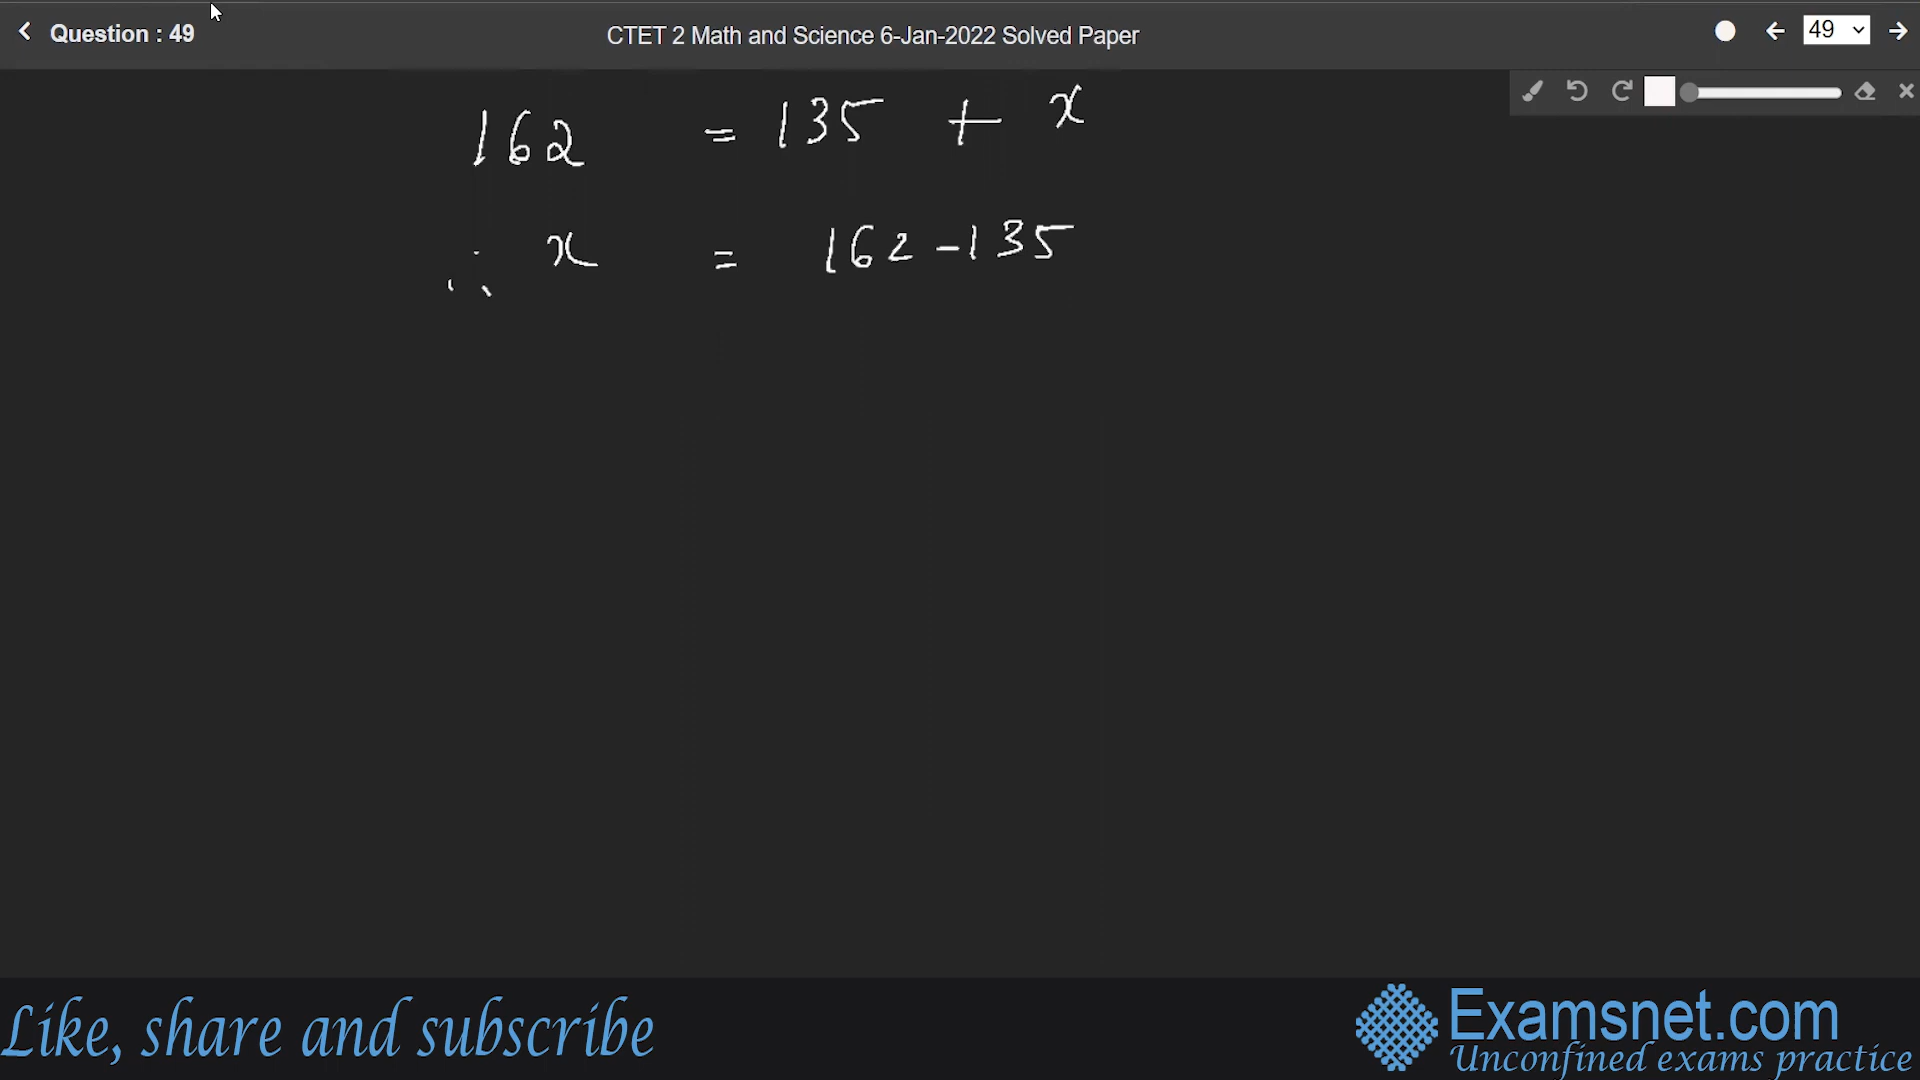 Question : 49
CTET 2 Math and Science 6-Jan-2022 Solved Paper
49
162 = 135 + x
∴ x = 162 - 135
Like, share and subscribe
Examsnet.com
Unconfined exams practice